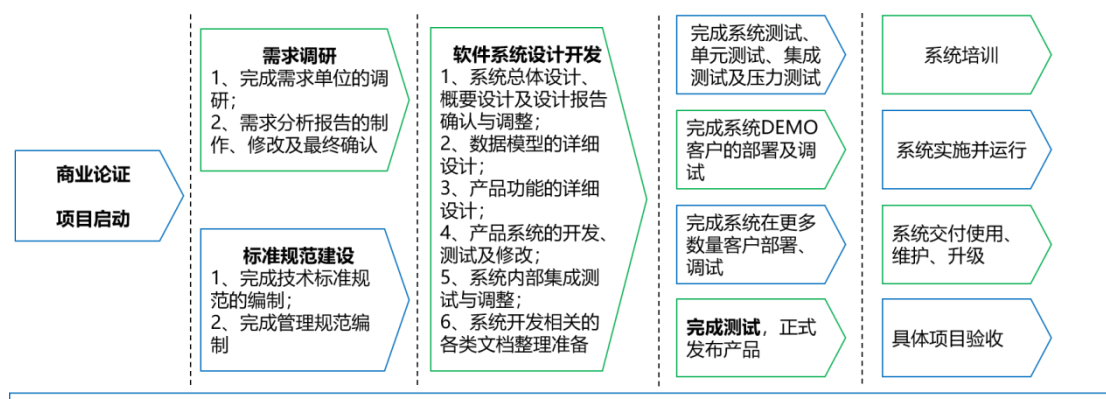 商业论证
项目启动
需求调研
1、完成需求单位的调
研；
2、需求分析报告的制
作、修改及最终确认
标准规范建设
1、完成技术标准规
范的编制；
2、完成管理规范编
制
软件系统设计开发
1、系统总体设计、
概要设计及设计报告
确认与调整；
2、数据模型的详细
设计；
3、产品功能的详细
设计；
4、产品系统的开发、
测试及修改；
5、系统内部集成测
试与调整；
6、系统开发相关的
各类文档整理准备
完成系统测试、
单元测试、集成
测试及压力测试
完成系统DEMO
客户的部署及调
试
完成系统在更多
数量客户部署、
调试
完成测试，正式
发布产品
系统培训
系统实施并运行
系统交付使用、
维护、升级
具体项目验收